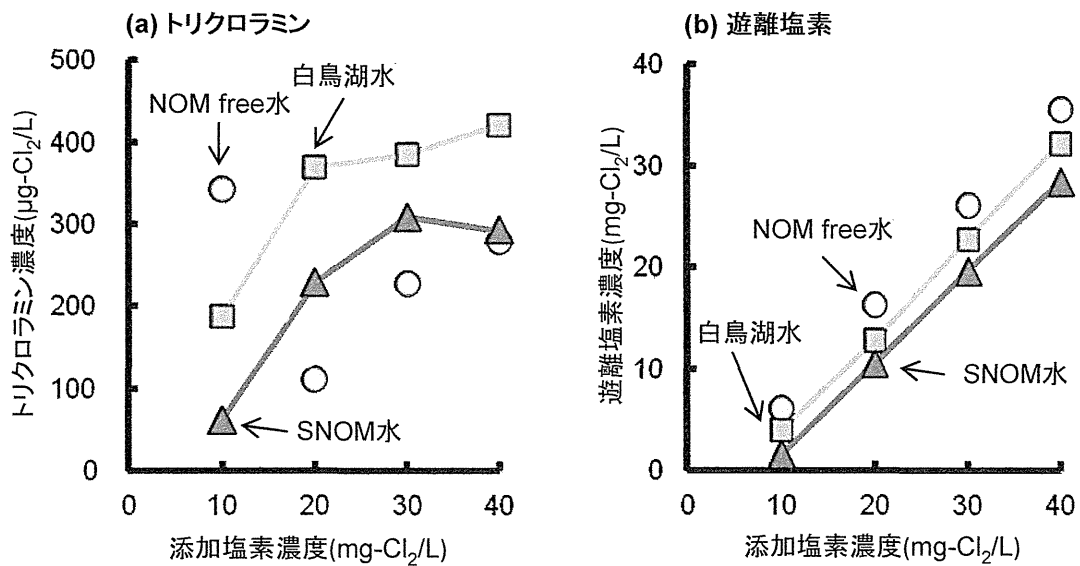 (a) トリクロラミン
トリクロラミン濃度(µg-Cl₂/L)
500
400
300
200
100
0
NOM free水
白鳥湖水
SNOM水
0 10 20 30 40
添加塩素濃度(mg-Cl₂/L)
(b) 遊離塩素
遊離塩素濃度(mg-Cl₂/L)
40
30
20
10
0
NOM free水
白鳥湖水
SNOM水
0 10 20 30 40
添加塩素濃度(mg-Cl₂/L)